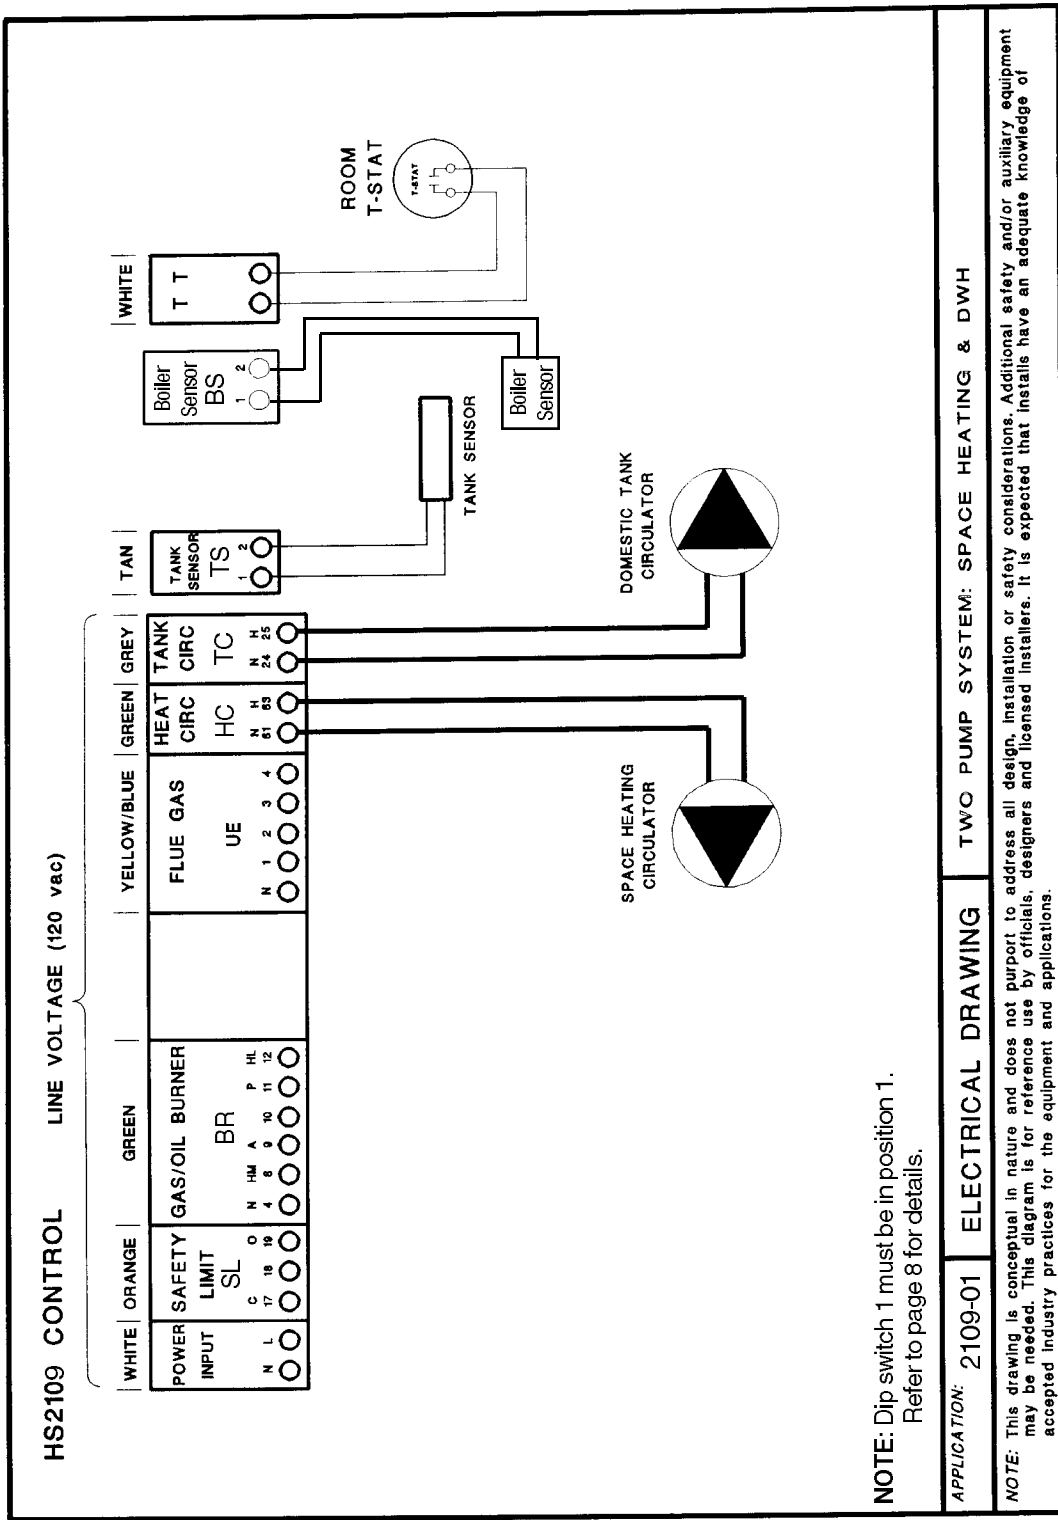 HS2109 CONTROL LINE VOLTAGE (120 vac)
WHITE ORANGE GREEN YELLOW/BLUE GREEN GREY TAN WHITE
POWER
INPUT
N L
SAFETY
LIMIT
SL
C O
17 18 19
GAS/OIL BURNER
BR
N HM A P HL
4 8 9 10 11 12
FLUE GAS
UE
N 1 2 3 4
HEAT
CIRC
HC
N H
61 63
TANK
CIRC
TC
N H
24 25
TANK
SENSOR
TS
1 2
Boiler
Sensor
BS
1 2
T T
ROOM
T-STAT
T-STAT
TANK SENSOR
Boiler
Sensor
SPACE HEATING
CIRCULATOR
DOMESTIC TANK
CIRCULATOR
NOTE: Dip switch 1 must be in position 1.
Refer to page 8 for details.
APPLICATION: 2109-01 ELECTRICAL DRAWING TWO PUMP SYSTEM: SPACE HEATING & DWH
NOTE: This drawing is conceptual in nature and does not purport to address all design, installation or safety considerations. Additional safety and/or auxiliary equipment
may be needed. This diagram is for reference use by officials, designers and licensed installers. It is expected that installs have an adequate knowledge of
accepted industry practices for the equipment and applications.